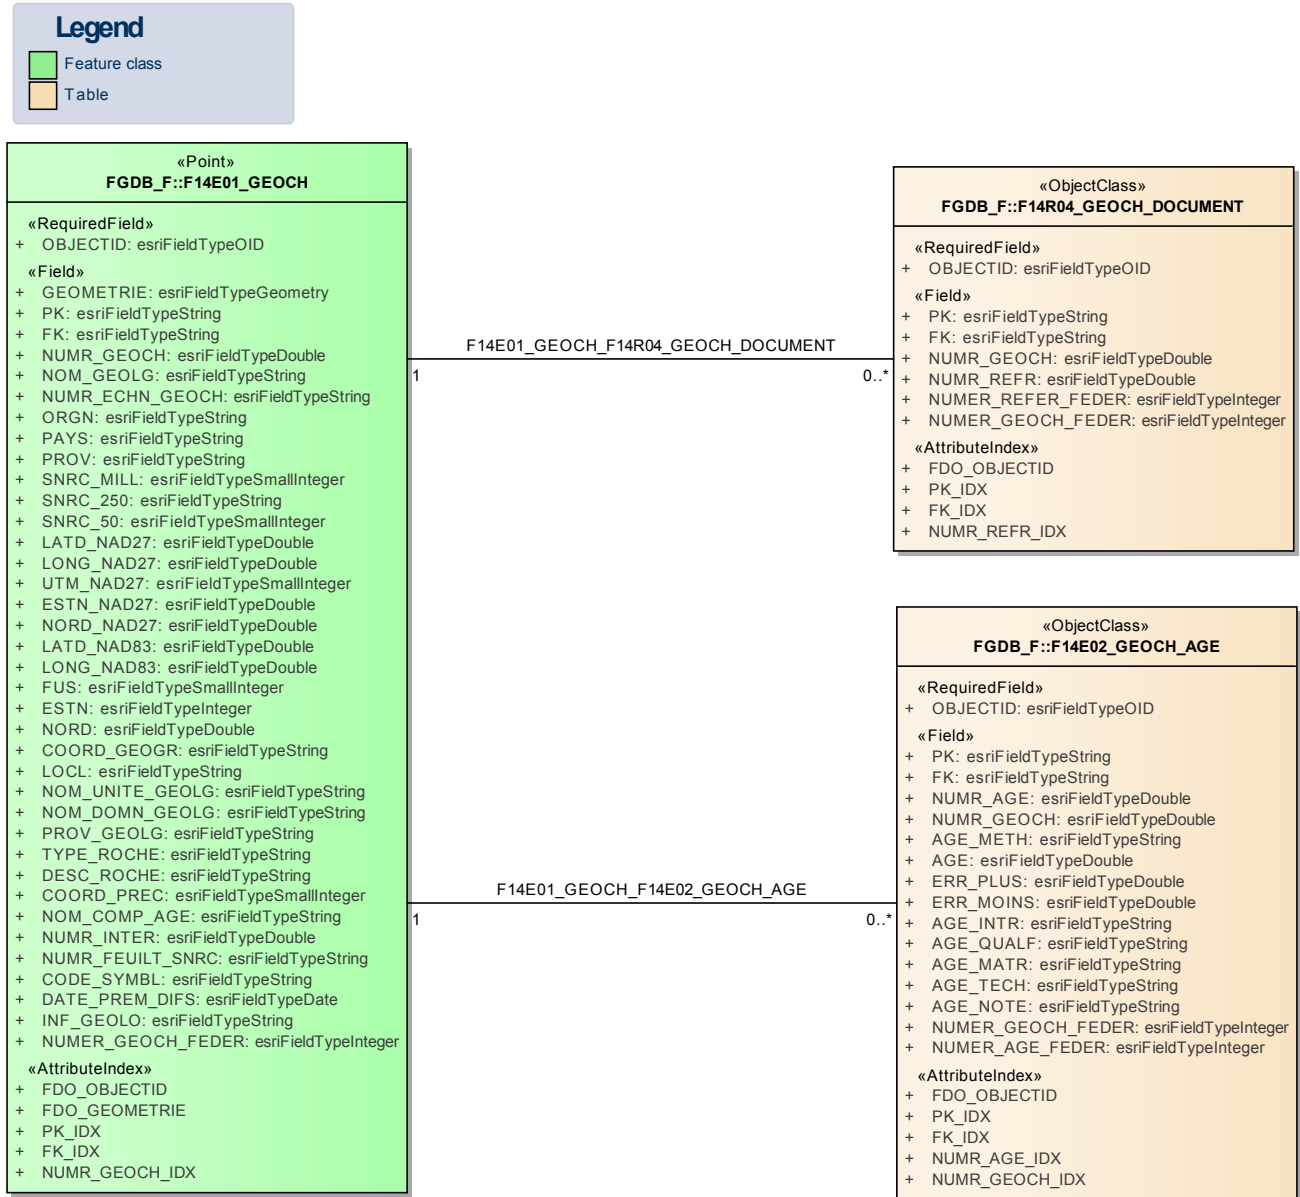 Legend
Feature class
Table
«Point»
FGDB_F::F14E01_GEOCH
«RequiredField»
+ OBJECTID: esriFieldTypeOID
«Field»
+ GEOMETRIE: esriFieldTypeGeometry
+ PK: esriFieldTypeString
+ FK: esriFieldTypeString
+ NUMR_GEOCH: esriFieldTypeDouble
+ NOM_GEOLG: esriFieldTypeString
+ NUMR_ECHN_GEOCH: esriFieldTypeString
+ ORGN: esriFieldTypeString
+ PAYS: esriFieldTypeString
+ PROV: esriFieldTypeString
+ SNRC_MILL: esriFieldTypeSmallInteger
+ SNRC_250: esriFieldTypeString
+ SNRC_50: esriFieldTypeSmallInteger
+ LATD_NAD27: esriFieldTypeDouble
+ LONG_NAD27: esriFieldTypeDouble
+ UTM_NAD27: esriFieldTypeSmallInteger
+ ESTN_NAD27: esriFieldTypeDouble
+ NORD_NAD27: esriFieldTypeDouble
+ LATD_NAD83: esriFieldTypeDouble
+ LONG_NAD83: esriFieldTypeDouble
+ FUS: esriFieldTypeSmallInteger
+ ESTN: esriFieldTypeInteger
+ NORD: esriFieldTypeDouble
+ COORD_GEOGR: esriFieldTypeString
+ LOCL: esriFieldTypeString
+ NOM_UNITE_GEOLG: esriFieldTypeString
+ NOM_DOMN_GEOLG: esriFieldTypeString
+ PROV_GEOLG: esriFieldTypeString
+ TYPE_ROCHE: esriFieldTypeString
+ DESC_ROCHE: esriFieldTypeString
+ COORD_PREC: esriFieldTypeSmallInteger
+ NOM_COMP_AGE: esriFieldTypeString
+ NUMR_INTER: esriFieldTypeDouble
+ NUMR_FEUILT_SNRC: esriFieldTypeString
+ CODE_SYMBL: esriFieldTypeString
+ DATE_PREM_DIFS: esriFieldTypeDate
+ INF_GEOLO: esriFieldTypeString
+ NUMER_GEOCH_FEDER: esriFieldTypeInteger
«AttributeIndex»
+ FDO_OBJECTID
+ FDO_GEOMETRIE
+ PK_IDX
+ FK_IDX
+ NUMR_GEOCH_IDX
F14E01_GEOCH_F14R04_GEOCH_DOCUMENT
1
0..*
«ObjectClass»
FGDB_F::F14R04_GEOCH_DOCUMENT
«RequiredField»
+ OBJECTID: esriFieldTypeOID
«Field»
+ PK: esriFieldTypeString
+ FK: esriFieldTypeString
+ NUMR_GEOCH: esriFieldTypeDouble
+ NUMR_REFR: esriFieldTypeDouble
+ NUMER_REFER_FEDER: esriFieldTypeInteger
+ NUMER_GEOCH_FEDER: esriFieldTypeInteger
«AttributeIndex»
+ FDO_OBJECTID
+ PK_IDX
+ FK_IDX
+ NUMR_REFR_IDX
F14E01_GEOCH_F14E02_GEOCH_AGE
1
0..*
«ObjectClass»
FGDB_F::F14E02_GEOCH_AGE
«RequiredField»
+ OBJECTID: esriFieldTypeOID
«Field»
+ PK: esriFieldTypeString
+ FK: esriFieldTypeString
+ NUMR_AGE: esriFieldTypeDouble
+ NUMR_GEOCH: esriFieldTypeDouble
+ AGE_METH: esriFieldTypeString
+ AGE: esriFieldTypeDouble
+ ERR_PLUS: esriFieldTypeDouble
+ ERR_MOINS: esriFieldTypeDouble
+ AGE_INTR: esriFieldTypeString
+ AGE_QUALF: esriFieldTypeString
+ AGE_MATR: esriFieldTypeString
+ AGE_TECH: esriFieldTypeString
+ AGE_NOTE: esriFieldTypeString
+ NUMER_GEOCH_FEDER: esriFieldTypeInteger
+ NUMER_AGE_FEDER: esriFieldTypeInteger
«AttributeIndex»
+ FDO_OBJECTID
+ PK_IDX
+ FK_IDX
+ NUMR_AGE_IDX
+ NUMR_GEOCH_IDX